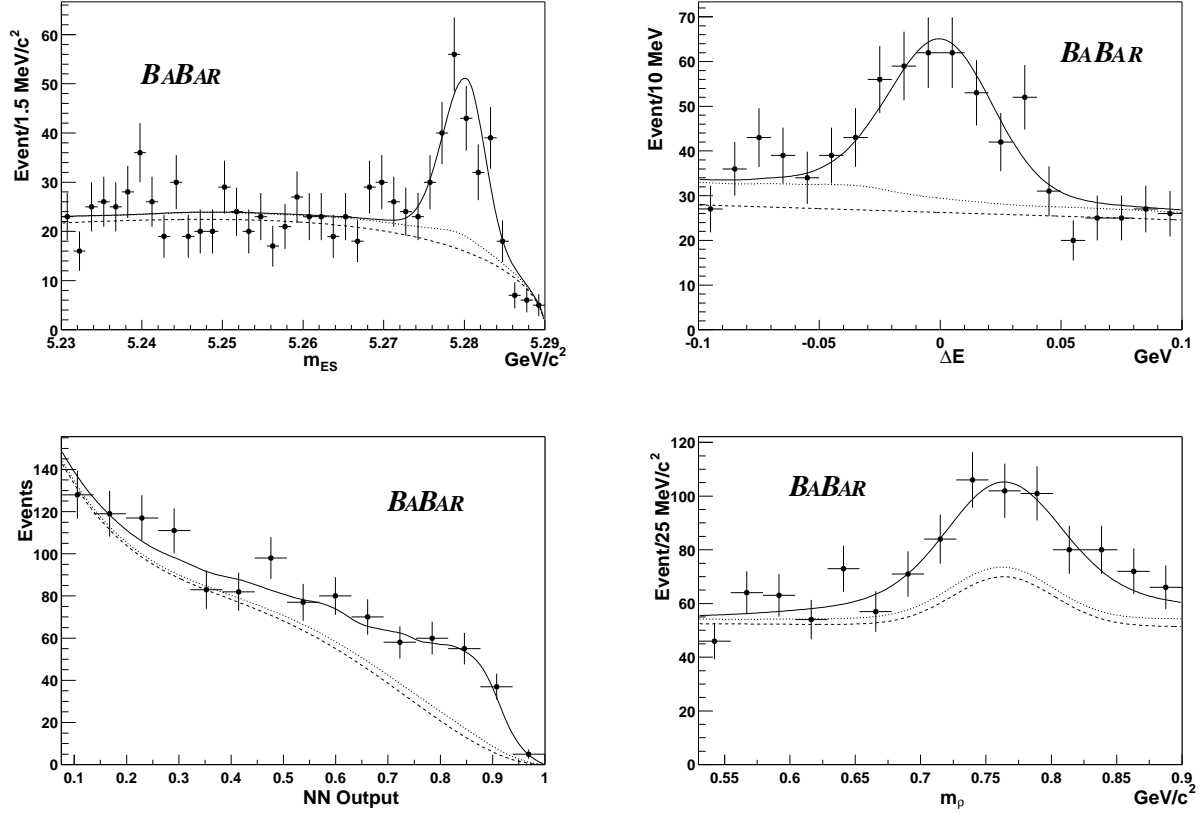 Event/1.5 MeV/c²
60
50
40
30
20
10
0
BABAR
5.23 5.24 5.25 5.26 5.27 5.28 5.29
m_ES GeV/c²
Event/10 MeV
70
60
50
40
30
20
10
0
BABAR
-0.1 -0.05 0 0.05 0.1
ΔE GeV
Events
140
120
100
80
60
40
20
0
BABAR
0.1 0.2 0.3 0.4 0.5 0.6 0.7 0.8 0.9 1
NN Output
Event/25 MeV/c²
120
100
80
60
40
20
0
BABAR
0.55 0.6 0.65 0.7 0.75 0.8 0.85 0.9
m_ρ GeV/c²